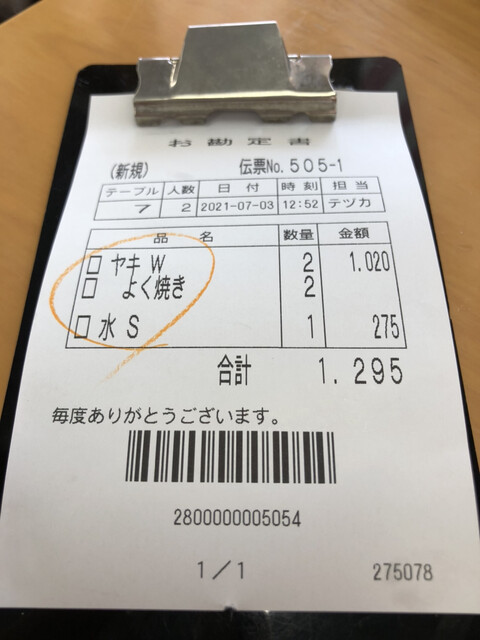 お勘定書
(新規) 伝票No. 505-1
テーブル 人数 日付 時刻 担当
7 2 2021-07-03 12:52 テヅカ
品名 数量 金額
□ ヤキ W 2 1.020
□ よく焼き 2
□ 水 S 1 275
合計 1.295
毎度ありがとうございます。
2800000005054
1/1 275078